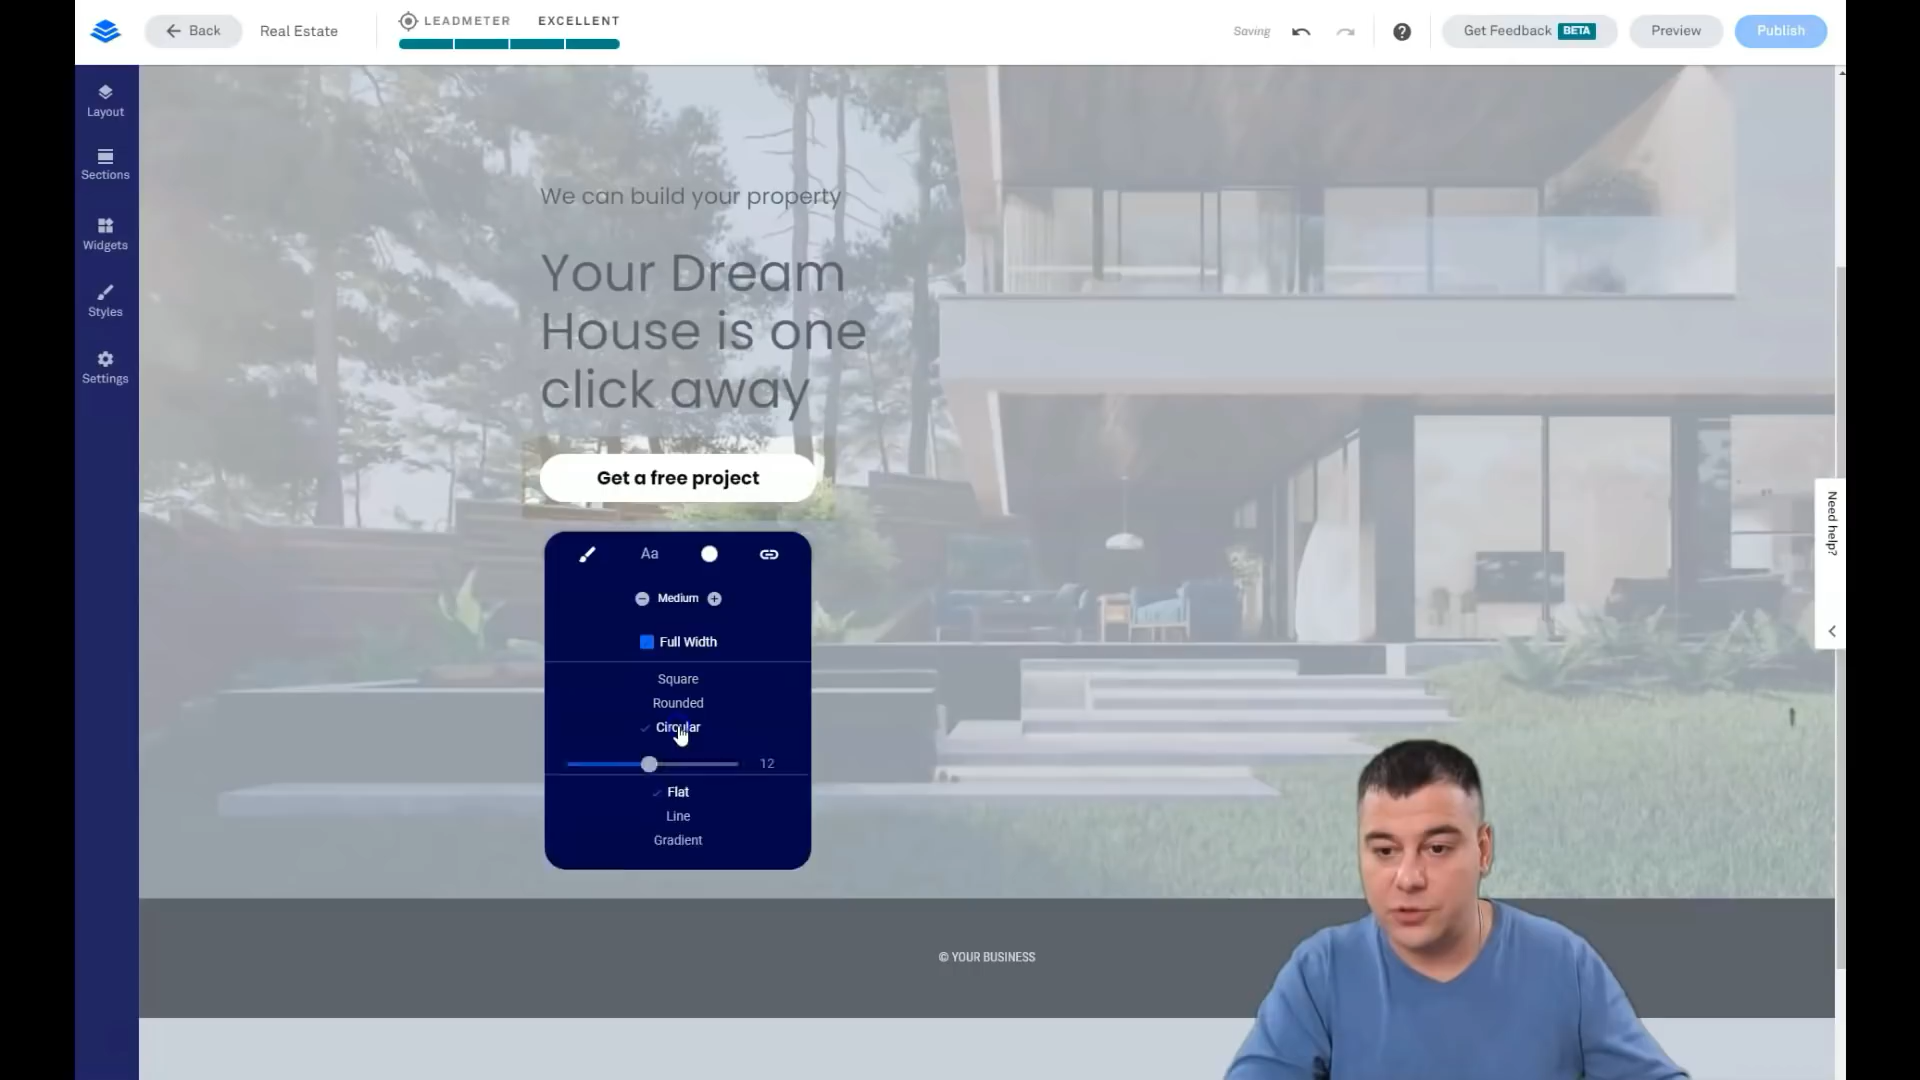 Back
Real Estate
LEADMETER EXCELLENT
Saving
Get Feedback BETA
Preview
Publish
Layout
Sections
Widgets
Styles
Settings
We can build your property
Your Dream
House is one
click away
Get a free project
Aa
Medium
Full Width
Square
Rounded
Circular
12
Flat
Line
Gradient
Need help?
© YOUR BUSINESS